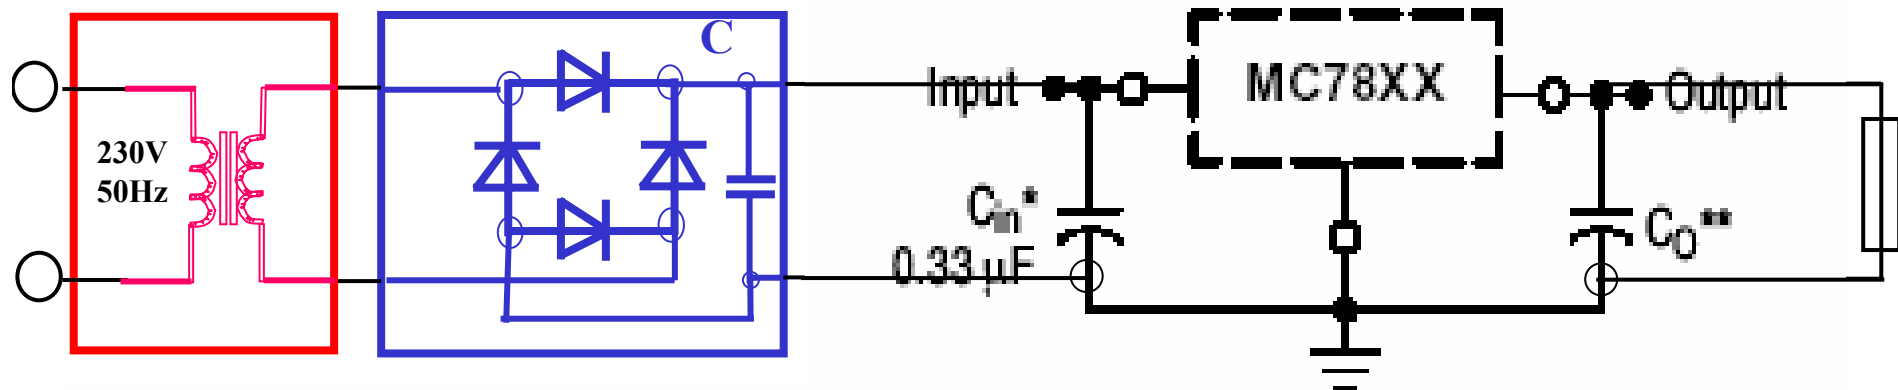 230V
50Hz
C
Input
MC78XX
Output
Cin*
0.33 µF
CO**